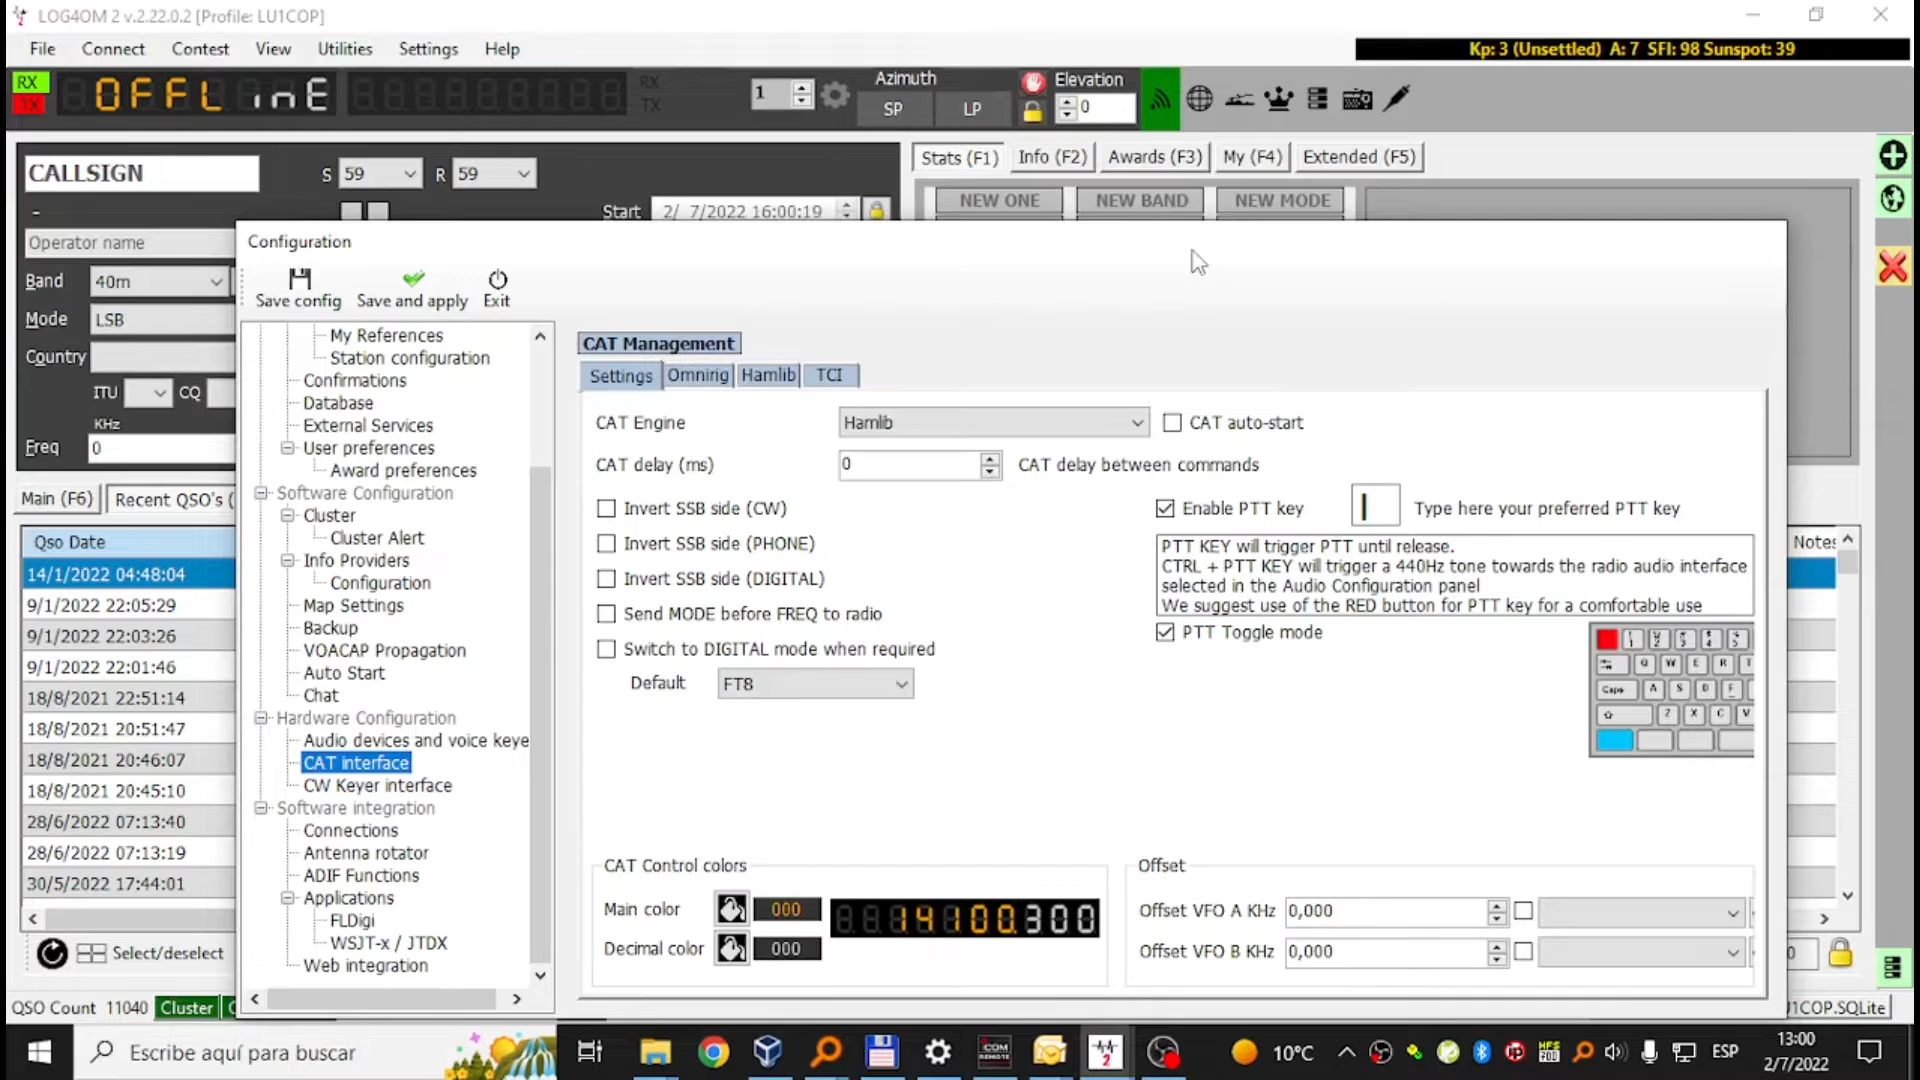 LOG4OM 2 v.2.22.0.2 [Profile: LU1COP]
File Connect Contest View Utilities Settings Help
Kp: 3 (Unsettled) A: 7 SFI: 98 Sunspot: 39
RX TX OFFLinE RX TX 1 Azimuth SP LP Elevation 0
CALLSIGN S 59 R 59
-
Start 2/ 7/2022 16:00:19
Operator name
Band 40m
Mode LSB
Country
ITU CQ
KHz
Freq 0
Stats (F1) Info (F2) Awards (F3) My (F4) Extended (F5)
NEW ONE NEW BAND NEW MODE
Main (F6) Recent QSO's (
Qso Date
14/1/2022 04:48:04
9/1/2022 22:05:29
9/1/2022 22:03:26
9/1/2022 22:01:46
18/8/2021 22:51:14
18/8/2021 20:51:47
18/8/2021 20:46:07
18/8/2021 20:45:10
28/6/2022 07:13:40
28/6/2022 07:13:19
30/5/2022 17:44:01
Notes
Select/deselect
0
QSO Count 11040 Cluster
U1COP.SQLite
Configuration
Save config Save and apply Exit
My References
Station configuration
Confirmations
Database
External Services
User preferences
Award preferences
Software Configuration
Cluster
Cluster Alert
Info Providers
Configuration
Map Settings
Backup
VOACAP Propagation
Auto Start
Chat
Hardware Configuration
Audio devices and voice keye
CAT interface
CW Keyer interface
Software integration
Connections
Antenna rotator
ADIF Functions
Applications
FLDigi
WSJT-x / JTDX
Web integration
CAT Management
Settings Omnirig Hamlib TCI
CAT Engine Hamlib CAT auto-start
CAT delay (ms) 0 CAT delay between commands
Invert SSB side (CW)
Invert SSB side (PHONE)
Invert SSB side (DIGITAL)
Send MODE before FREQ to radio
Switch to DIGITAL mode when required
Default FT8
Enable PTT key Type here your preferred PTT key
PTT KEY will trigger PTT until release.
CTRL + PTT KEY will trigger a 440Hz tone towards the radio audio interface
selected in the Audio Configuration panel
We suggest use of the RED button for PTT key for a comfortable use
PTT Toggle mode
Q W E R T
Caps A S D F
Z X C V
CAT Control colors
Main color 000 14100.300
Decimal color 000
Offset
Offset VFO A KHz 0,000
Offset VFO B KHz 0,000
Escribe aquí para buscar
10°C ESP
13:00
2/7/2022